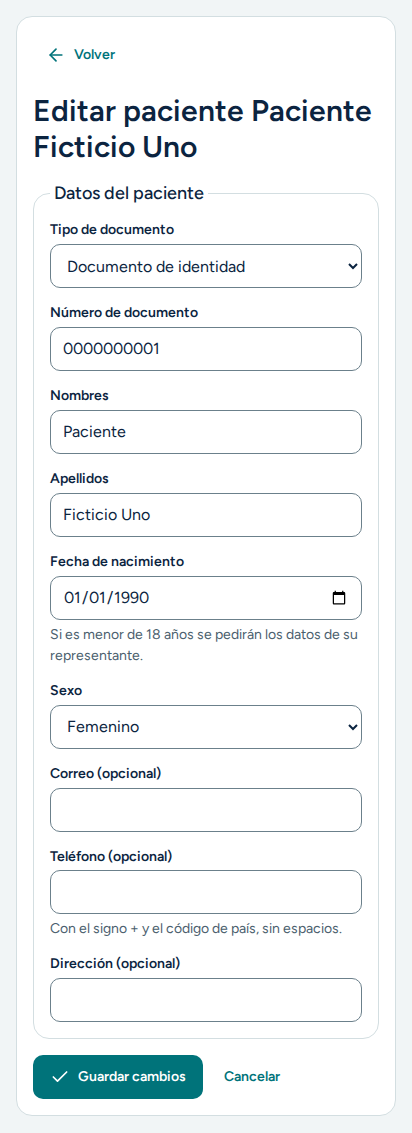 Volver
Editar paciente Paciente
Ficticio Uno
Datos del paciente
Tipo de documento
Documento de identidad
Número de documento
0000000001
Nombres
Paciente
Apellidos
Ficticio Uno
Fecha de nacimiento
01/01/1990
Si es menor de 18 años se pedirán los datos de su
representante.
Sexo
Femenino
Correo (opcional)
Teléfono (opcional)
Con el signo + y el código de país, sin espacios.
Dirección (opcional)
Guardar cambios
Cancelar